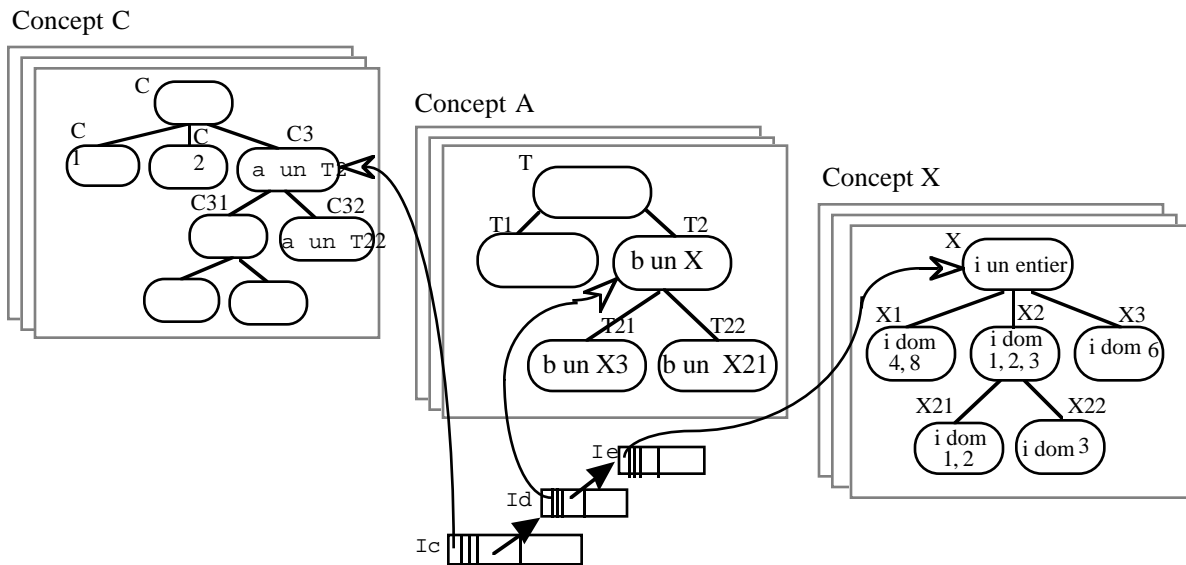 Concept C
C
C
1
C
2
C3
a un T2
C31
C32
a un T22
Concept A
T
T1
T2
b un X
T21
T22
b un X3
b un X21
Concept X
X
i un entier
X1
X2
X3
i dom
4, 8
i dom
1, 2, 3
i dom 6
X21
X22
i dom
1, 2
i dom 3
Ie
Id
Ic